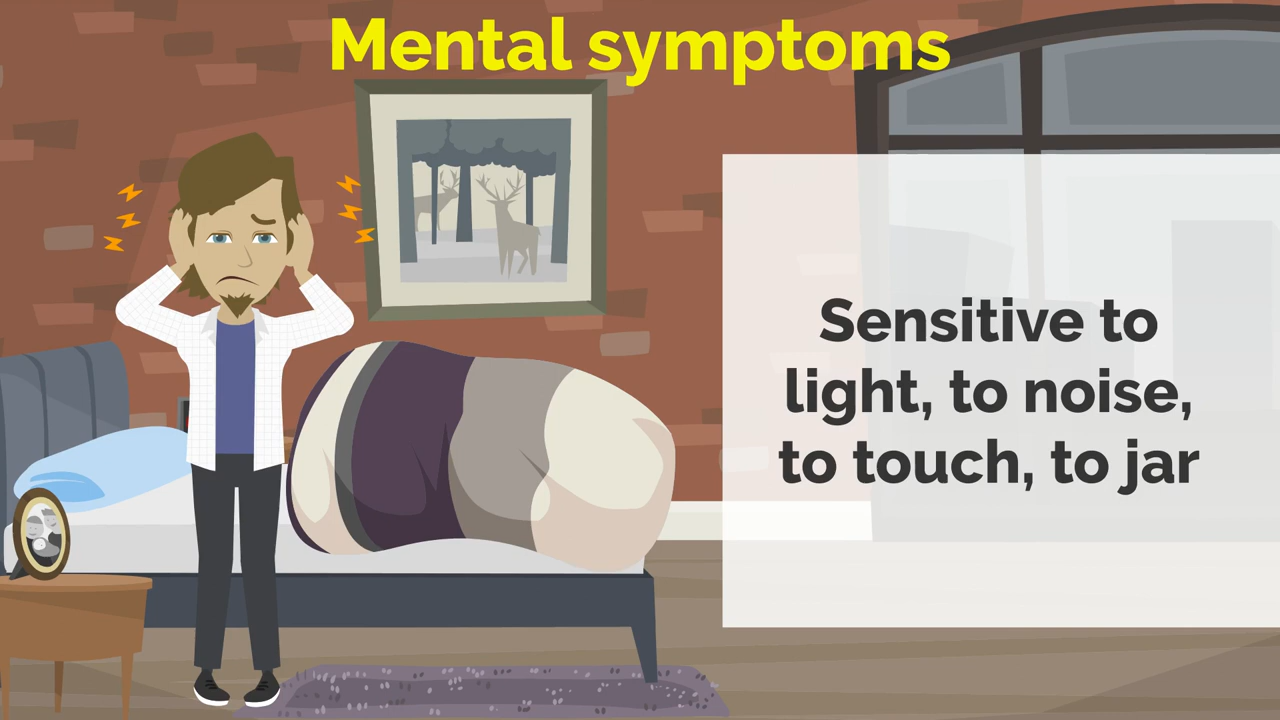 Mental symptoms
Sensitive to
light, to noise,
to touch, to jar